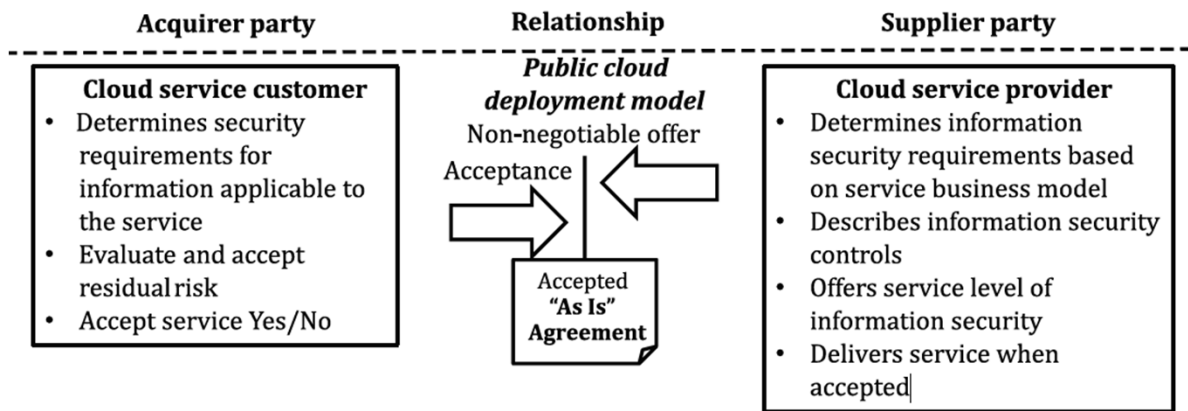 Acquirer party
Relationship
Supplier party
Cloud service customer
• Determines security
requirements for
information applicable to
the service
• Evaluate and accept
residual risk
• Accept service Yes/No
Public cloud
deployment model
Non-negotiable offer
Acceptance
Accepted
“As Is”
Agreement
Cloud service provider
• Determines information
security requirements based
on service business model
• Describes information security
controls
• Offers service level of
information security
• Delivers service when
accepted